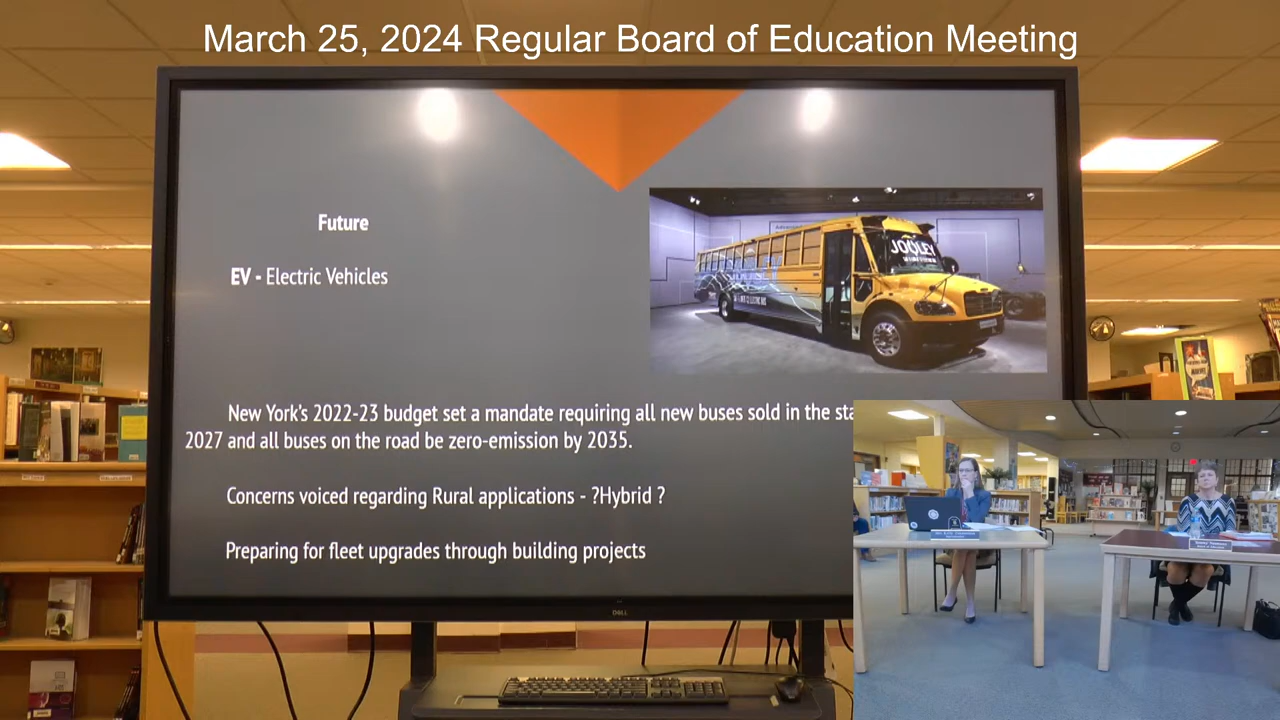 March 25, 2024 Regular Board of Education Meeting
Future
EV - Electric Vehicles
JOULEY
New York's 2022-23 budget set a mandate requiring all new buses sold in the sta
2027 and all buses on the road be zero-emission by 2035.
Concerns voiced regarding Rural applications - ?Hybrid ?
Preparing for fleet upgrades through building projects
DELL